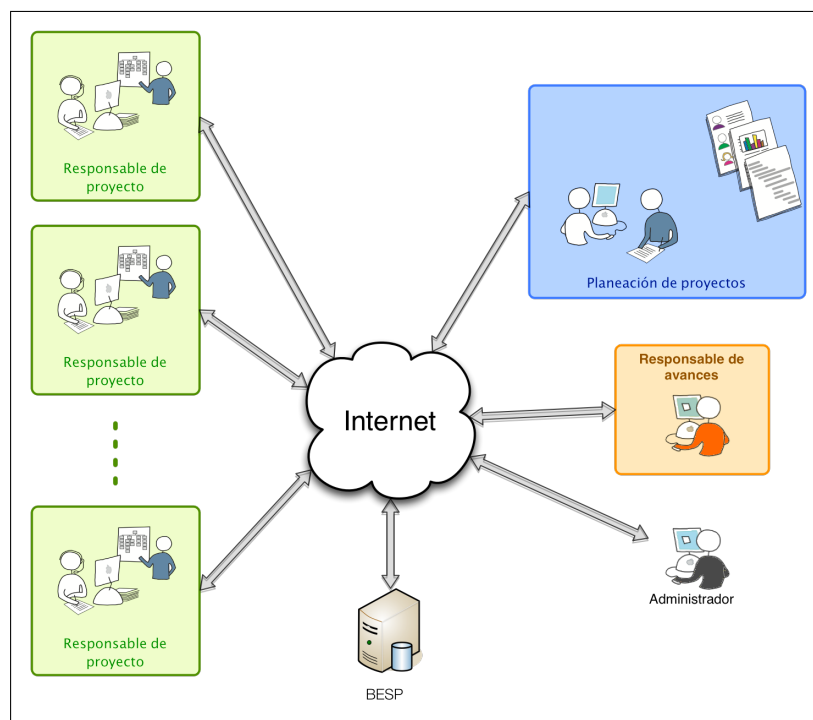 Responsable de
proyecto
Responsable de
proyecto
Responsable de
proyecto
Internet
BESP
Planeación de proyectos
Responsable de
avances
Administrador